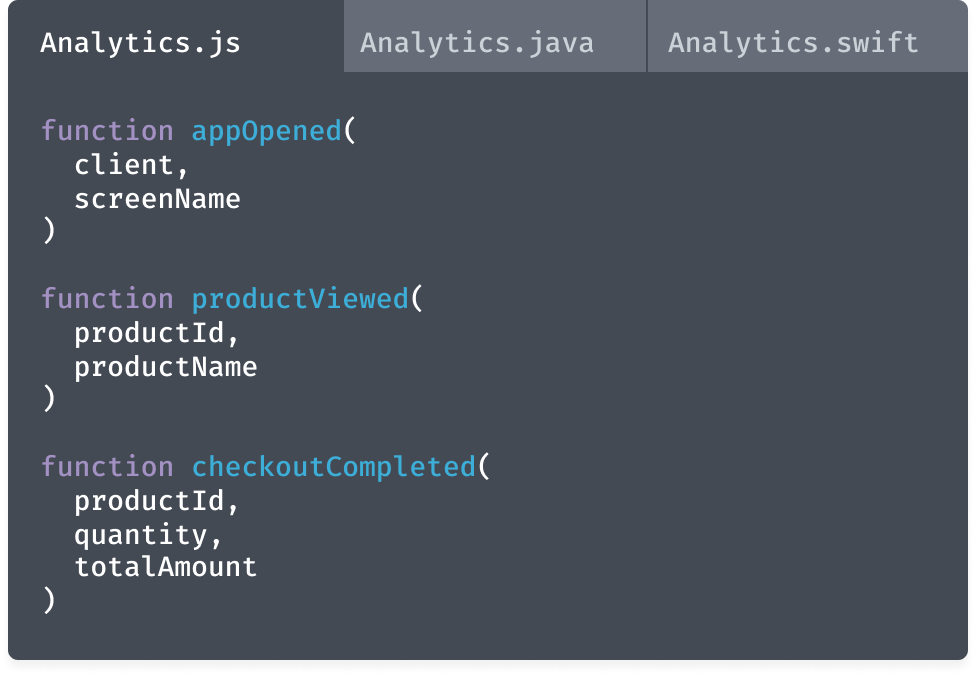 Analytics.js Analytics.java Analytics.swift
function appOpened(
  client,
  screenName
)
function productViewed(
  productId,
  productName
)
function checkoutCompleted(
  productId,
  quantity,
  totalAmount
)